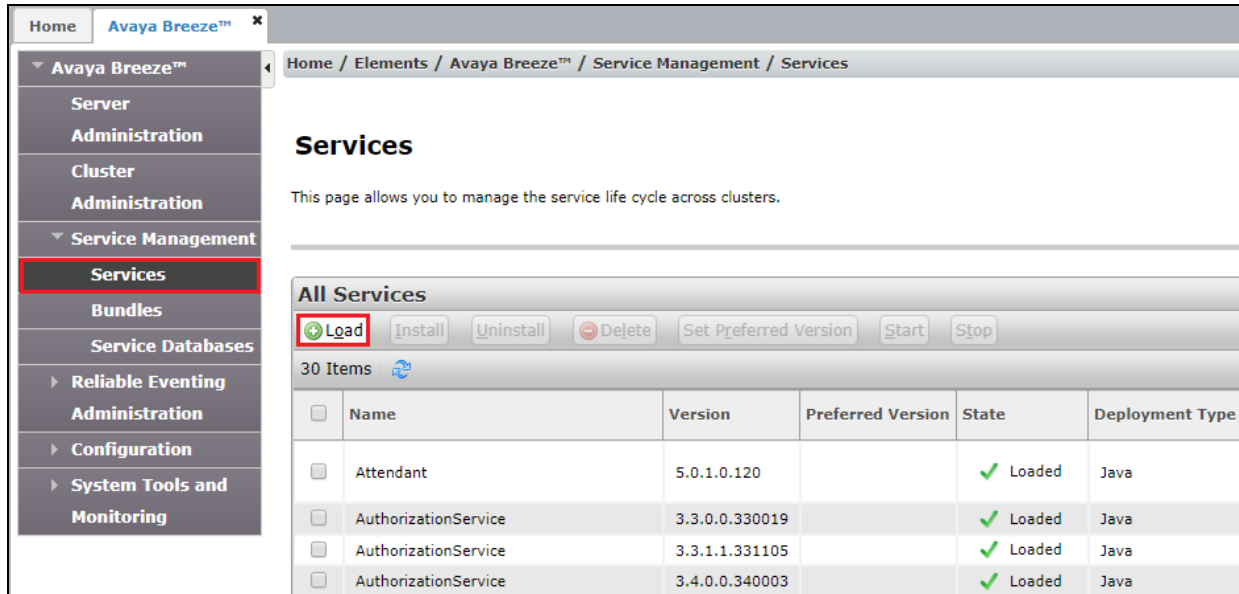 Home
Avaya Breeze™ ×
Avaya Breeze™
Server
Administration
Cluster
Administration
Service Management
Services
Bundles
Service Databases
Reliable Eventing
Administration
Configuration
System Tools and
Monitoring
Home / Elements / Avaya Breeze™ / Service Management / Services
Services
This page allows you to manage the service life cycle across clusters.
All Services
Load Install Uninstall Delete Set Preferred Version Start Stop
30 Items
Name Version Preferred Version State Deployment Type
Attendant 5.0.1.0.120 Loaded Java
AuthorizationService 3.3.0.0.330019 Loaded Java
AuthorizationService 3.3.1.1.331105 Loaded Java
AuthorizationService 3.4.0.0.340003 Loaded Java